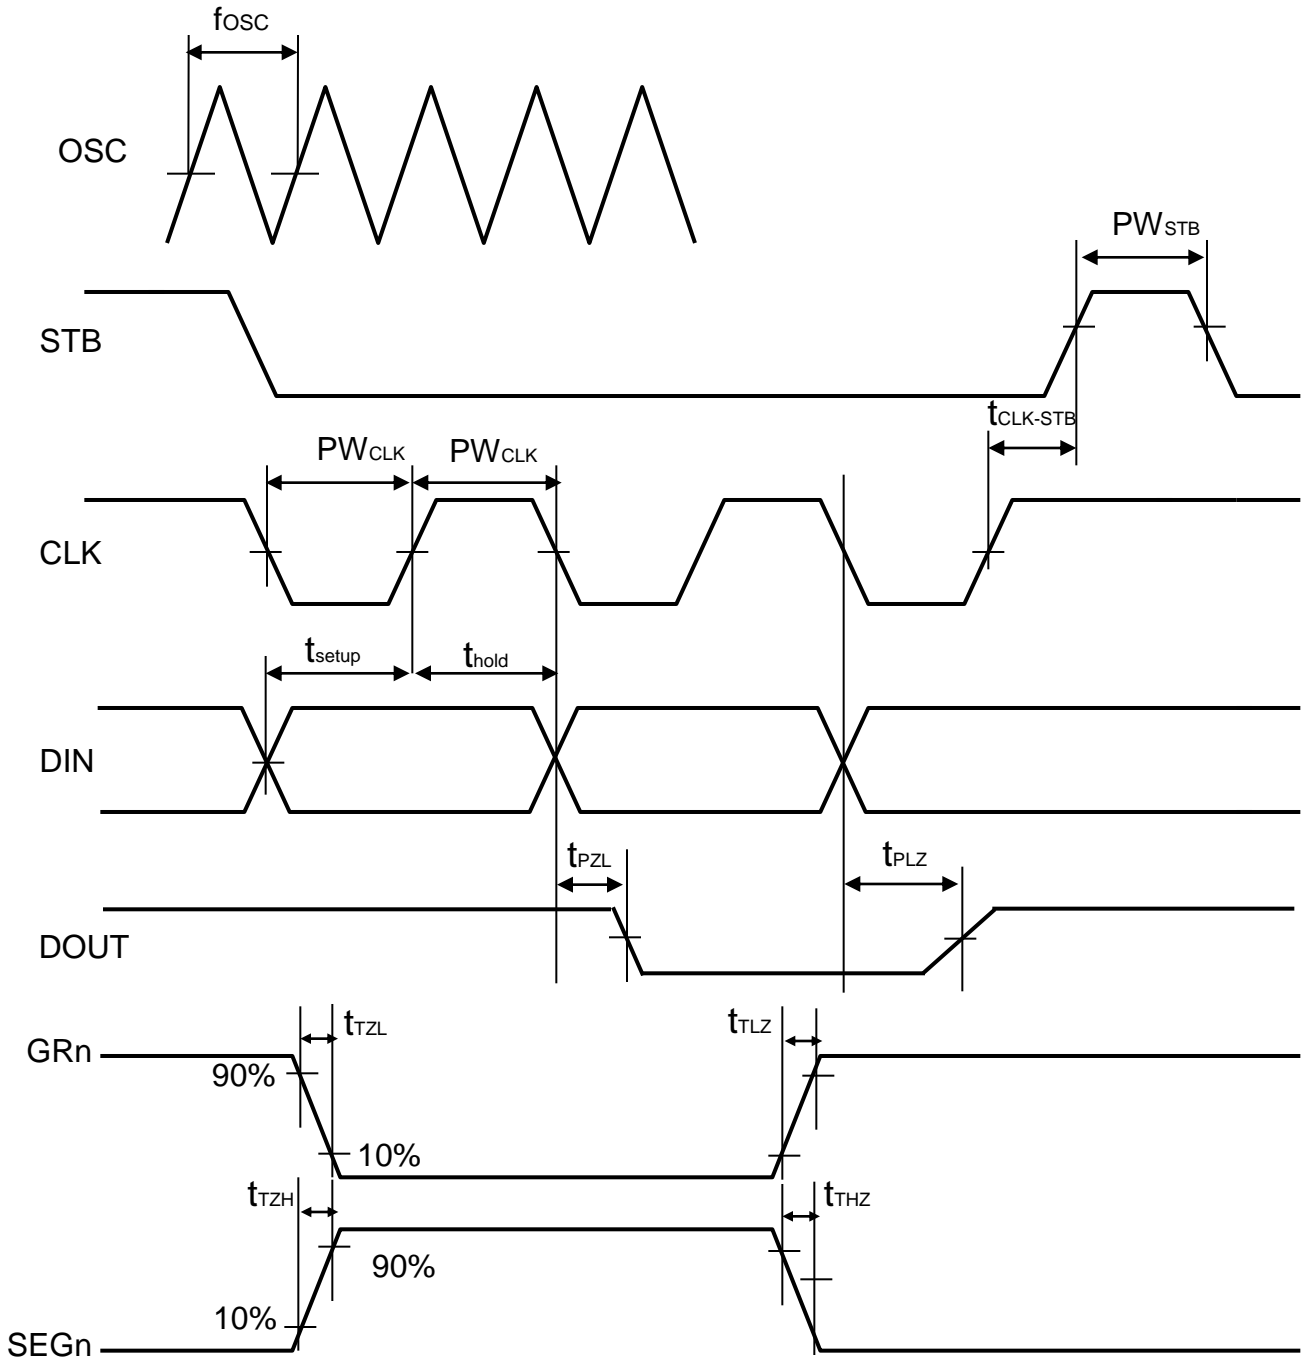 fOSC
OSC
PWSTB
STB
tCLK-STB
PWCLK PWCLK
CLK
tsetup thold
DIN
tPZL tPLZ
DOUT
tTZL tTLZ
GRn
90%
10%
tTZH tTHZ
90%
10%
SEGn